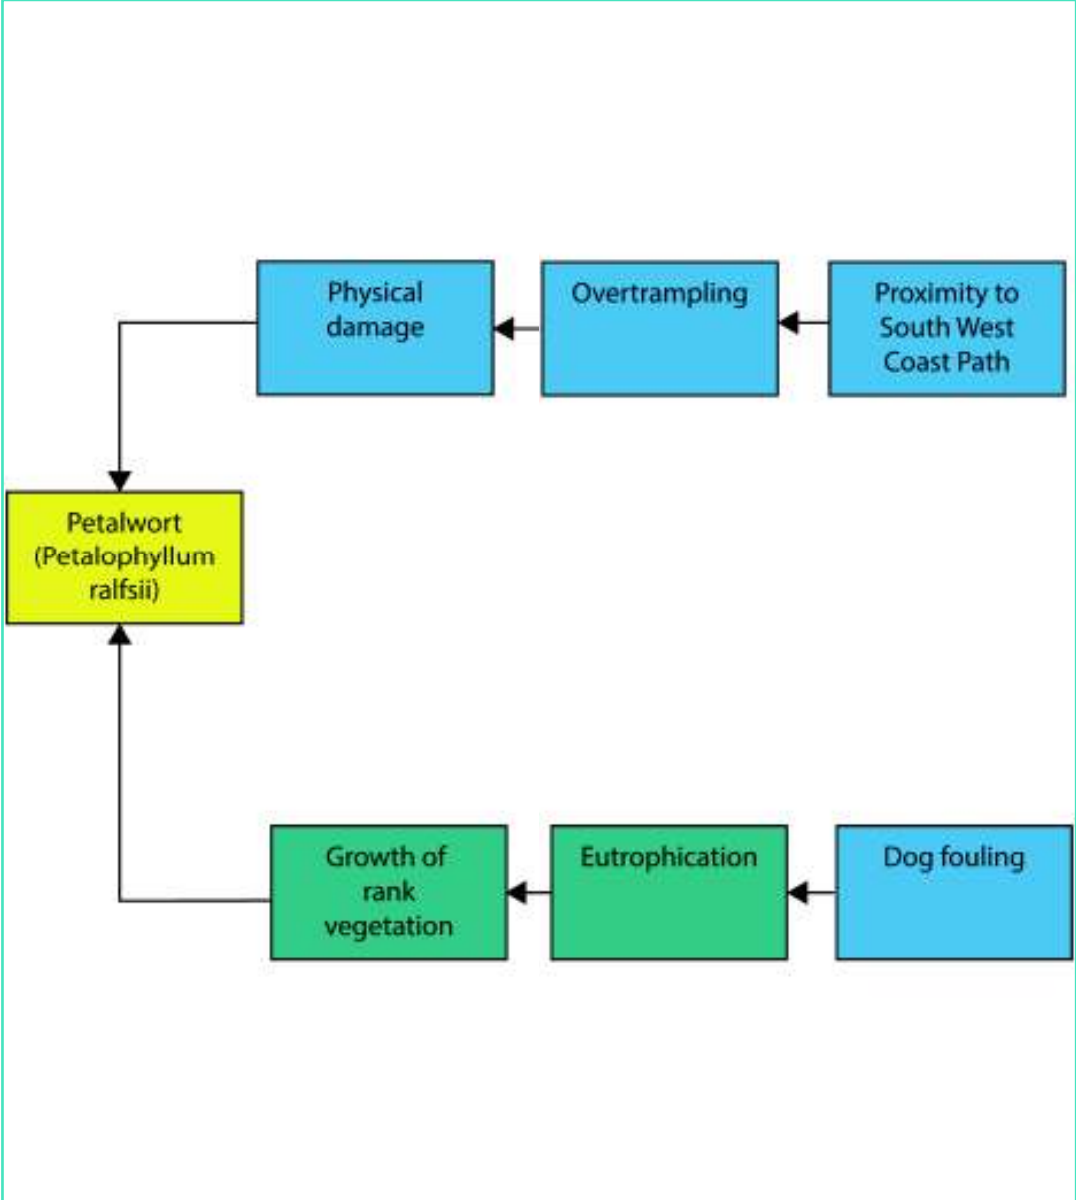 Physical
damage
Overtrampling
Proximity to
South West
Coast Path
Petalwort
(Petalophyllum
ralfsii)
Growth of
rank
vegetation
Eutrophication
Dog fouling